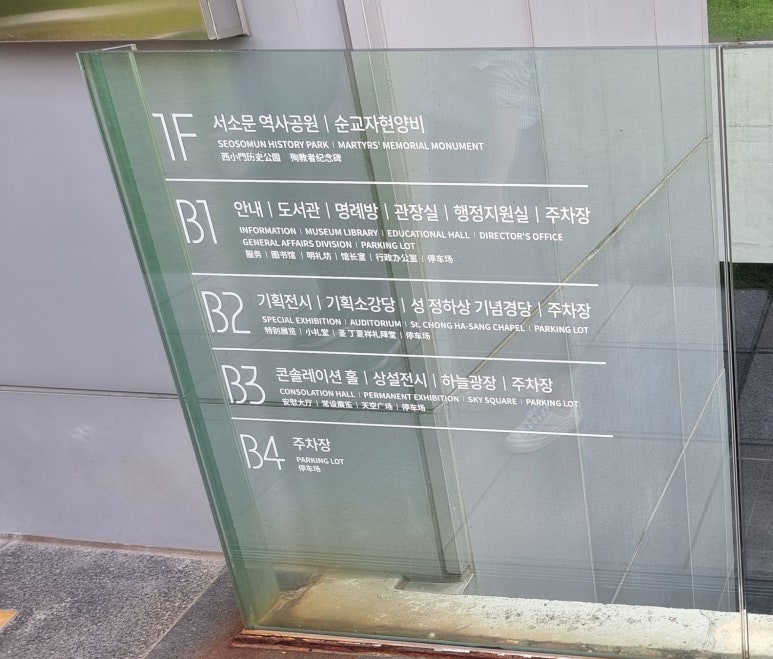 1F 서소문 역사공원 | 순교자현양비
SEOSOMUN HISTORY PARK | MARTYRS' MEMORIAL MONUMENT
西小門历史公园 殉教者纪念碑
B1 안내 | 도서관 | 명례방 | 관장실 | 행정지원실 | 주차장
INFORMATION | MUSEUM LIBRARY | EDUCATIONAL HALL | DIRECTOR'S OFFICE
GENERAL AFFAIRS DIVISION | PARKING LOT
服务 | 图书馆 | 明礼坊 | 馆长室 | 行政办公室 | 停车场
B2 기획전시 | 기획소강당 | 성 정하상 기념경당 | 주차장
SPECIAL EXHIBITION | AUDITORIUM | St. CHONG HA-SANG CHAPEL | PARKING LOT
特别展览 | 小礼堂 | 圣 丁夏祥礼拜堂 | 停车场
B3 콘솔레이션 홀 | 상설전시 | 하늘광장 | 주차장
CONSOLATION HALL | PERMANENT EXHIBITION | SKY SQUARE | PARKING LOT
安慰大厅 | 常设展览 | 天空广场 | 停车场
B4 주차장
PARKING LOT
停车场